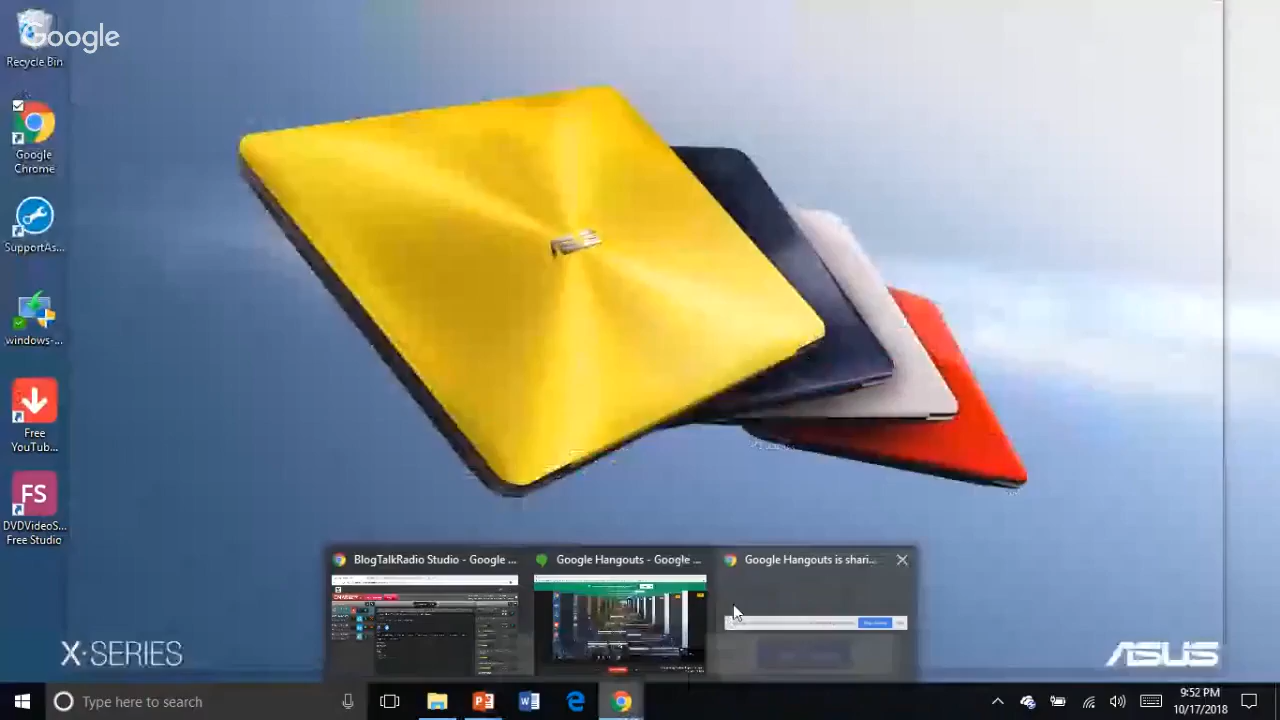 Google
Recycle Bin
Google
Chrome
SupportAs...
windows-...
Free
YouTub...
FS
DVDVideoS...
Free Studio
BlogTalkRadio Studio - Google ...
Google Hangouts - Google ...
Google Hangouts is shari...
X-SERIES
ASUS
Type here to search
9:52 PM
10/17/2018